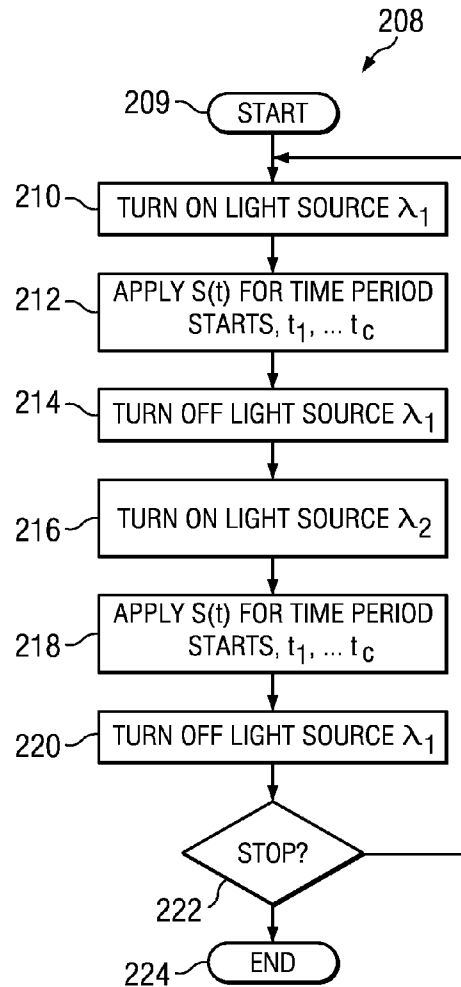 208
209
START
210
TURN ON LIGHT SOURCE λ1
212
APPLY S(t) FOR TIME PERIOD
STARTS, t1, ... tc
214
TURN OFF LIGHT SOURCE λ1
216
TURN ON LIGHT SOURCE λ2
218
APPLY S(t) FOR TIME PERIOD
STARTS, t1, ... tc
220
TURN OFF LIGHT SOURCE λ1
STOP?
222
END
224